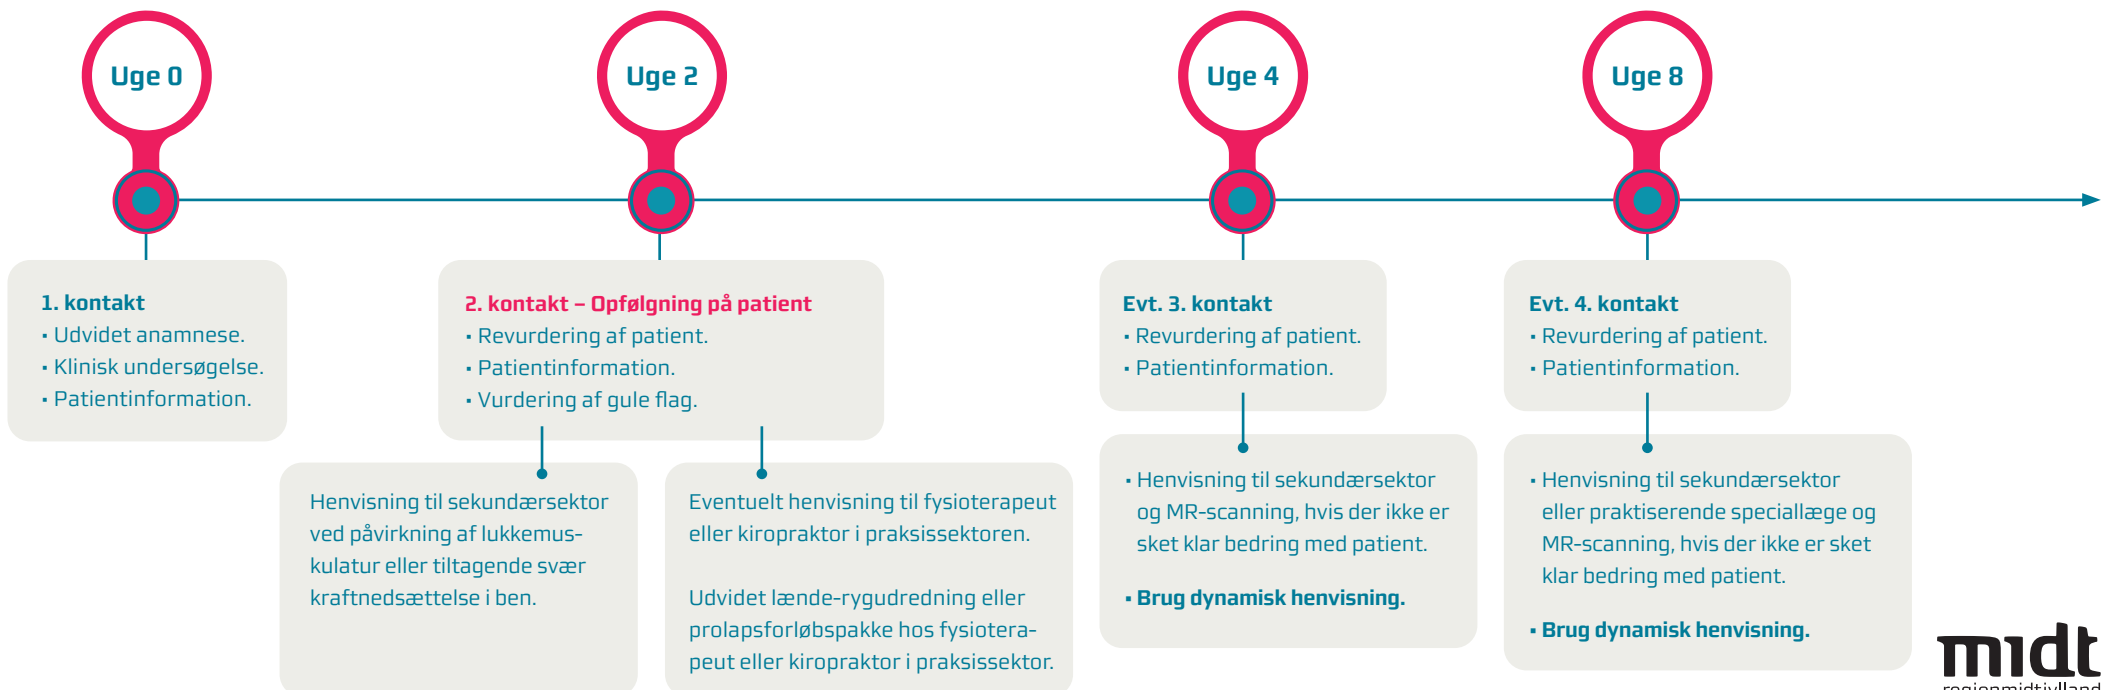 Uge 0
Uge 2
Uge 4
Uge 8
1. kontakt
· Udvidet anamnese.
· Klinisk undersøgelse.
· Patientinformation.
2. kontakt – Opfølgning på patient
· Revurdering af patient.
· Patientinformation.
· Vurdering af gule flag.
Henvisning til sekundærsektor
ved påvirkning af lukkemus-
kulatur eller tiltagende svær
kraftnedsættelse i ben.
Eventuelt henvisning til fysioterapeut
eller kiropraktor i praksissektoren.
Udvidet lænde-rygudredning eller
prolapsforløbspakke hos fysiotera-
peut eller kiropraktor i praksissektor.
Evt. 3. kontakt
· Revurdering af patient.
· Patientinformation.
· Henvisning til sekundærsektor
og MR-scanning, hvis der ikke er
sket klar bedring med patient.
· Brug dynamisk henvisning.
Evt. 4. kontakt
· Revurdering af patient.
· Patientinformation.
· Henvisning til sekundærsektor
eller praktiserende speciallæge og
MR-scanning, hvis der ikke er sket
klar bedring med patient.
· Brug dynamisk henvisning.
midt
regionmidtjylland